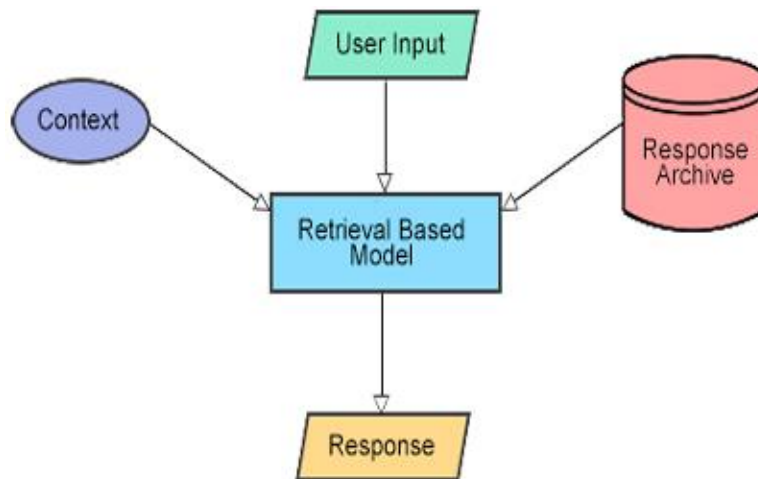 User Input
Context
Response
Archive
Retrieval Based
Model
Response